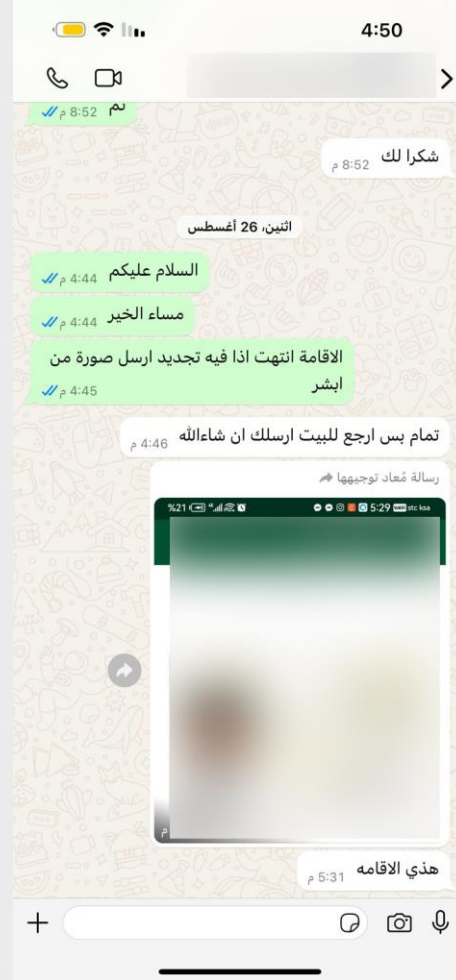 4:50
نم
8:52 م
شكرا لك
8:52 م
اثنين، 26 أغسطس
السلام عليكم
4:44 م
مساء الخير
4:44 م
الاقامة انتهت اذا فيه تجديد ارسل صورة من
ابشر
4:45 م
تمام بس ارجع للبيت ارسلك ان شاءالله
4:46 م
رسالة مُعاد توجيهها
%21
5:29
stc ksa
م
هذي الاقامه
5:31 م